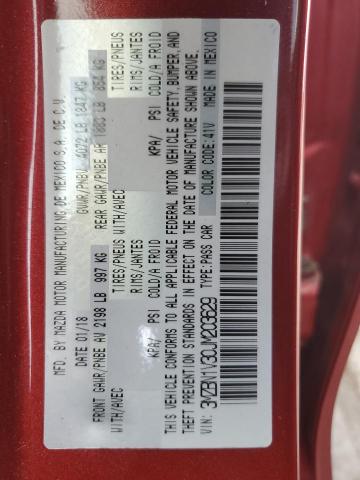 MFD BY MAZDA MOTOR MANUFACTURING DE MEXICO S.A. DE C.V.
DATE 01/18 GVWR/PNBV 4072 LB 1847 KG
FRONT GAWR/PNBE AV 2198 LB 997 KG REAR GAWR/PNBE AR 1883 LB 854 KG
WITH/AVEC TIRES/PNEUS WITH/AVEC TIRES/PNEUS
RIMS/JANTES RIMS/JANTES
KPA/ PSI COLD/A FROID KPA/ PSI COLD/A FROID
THIS VEHICLE CONFORMS TO ALL APPLICABLE FEDERAL MOTOR VEHICLE SAFETY, BUMPER, AND
THEFT PREVENTION STANDARDS IN EFFECT ON THE DATE OF MANUFACTURE SHOWN ABOVE.
VIN: 3MZBN1V30JM203629 TYPE: PASS CAR
COLOR CODE: 41V MADE IN MEXICO